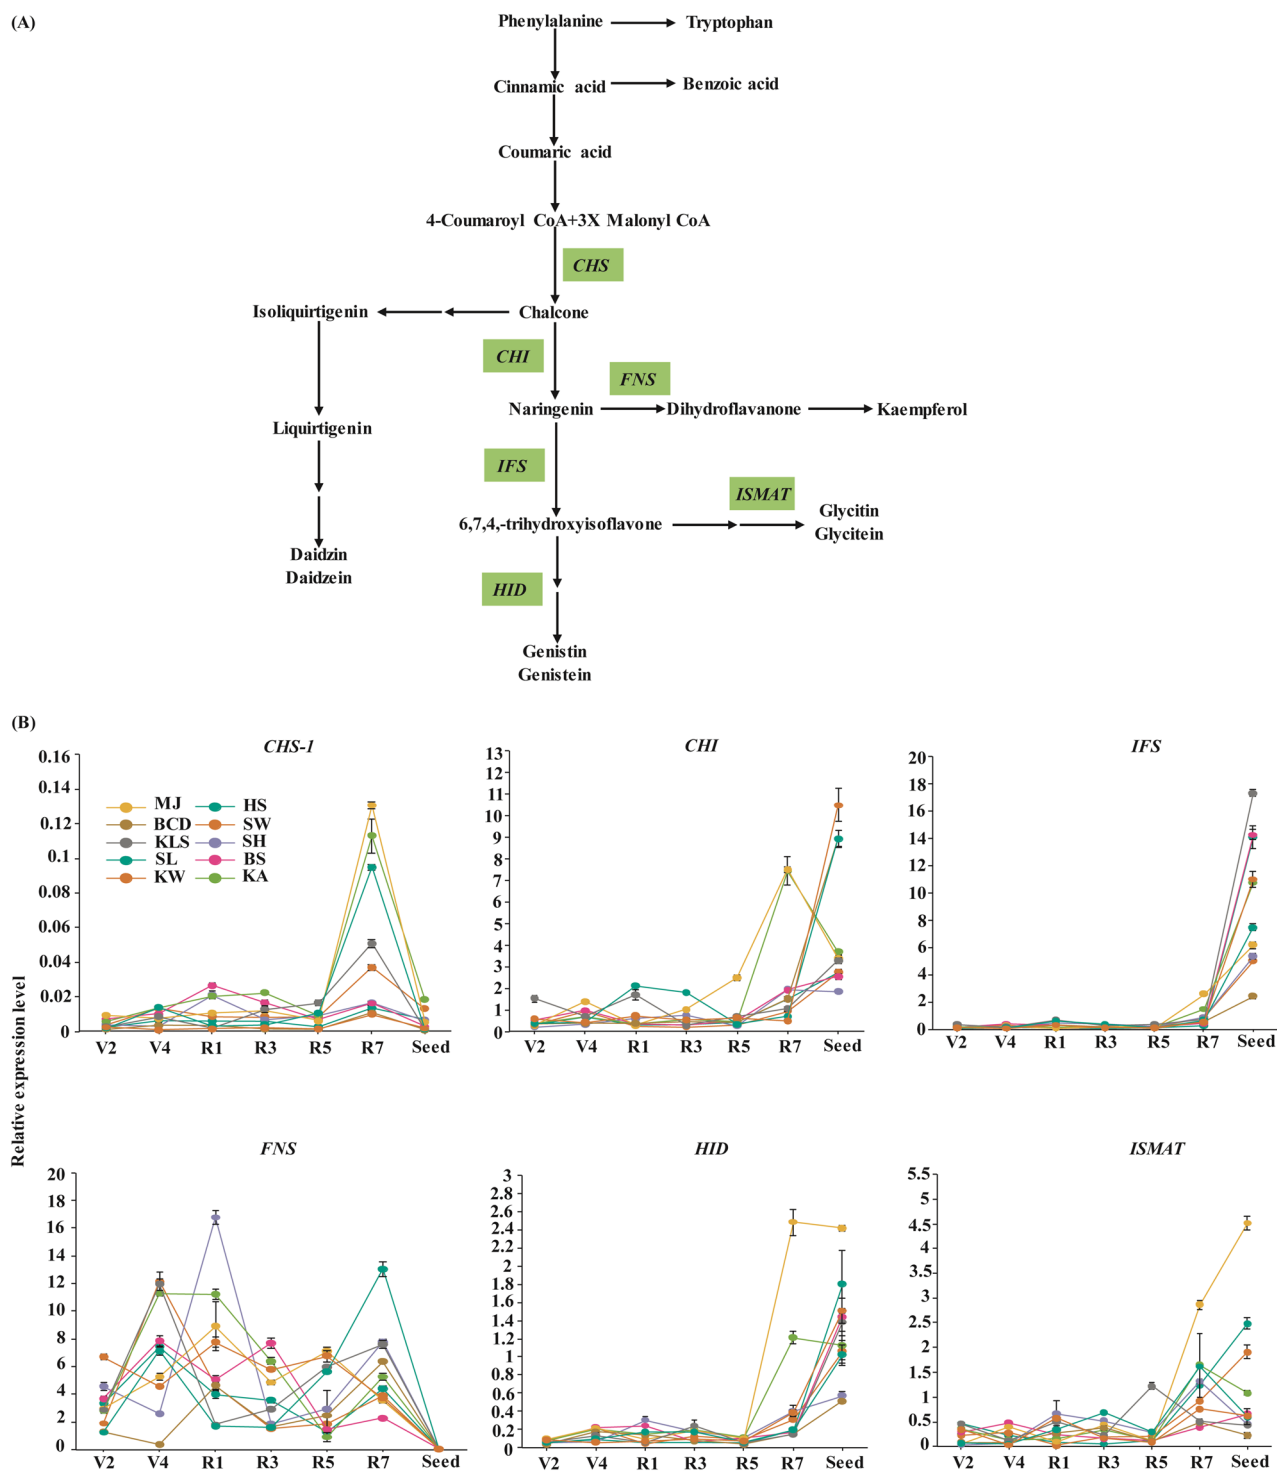 (A)
Phenylalanine
Tryptophan
Cinnamic acid
Benzoic acid
Coumaric acid
4-Coumaroyl CoA+3X Malonyl CoA
CHS
Isoliquirtigenin
Chalcone
CHI
FNS
Naringenin
Dihydroflavanone
Kaempferol
Liquirtigenin
IFS
ISMAT
6,7,4,-trihydroxyisoflavone
Glycitin
Glycitein
Daidzin
Daidzein
HID
Genistin
Genistein
(B)
Relative expression level
CHS-1
0.16
0.14
0.12
0.1
0.08
0.06
0.04
0.02
0
MJ
HS
BCD
SW
KLS
SH
SL
BS
KW
KA
V2 V4 R1 R3 R5 R7 Seed
CHI
13
12
11
10
9
8
7
6
5
4
3
2
1
0
V2 V4 R1 R3 R5 R7 Seed
IFS
20
18
16
14
12
10
8
6
4
2
0
V2 V4 R1 R3 R5 R7 Seed
FNS
20
18
16
14
12
10
8
6
4
2
0
V2 V4 R1 R3 R5 R7 Seed
HID
3
2.8
2.6
2.4
2.2
2
1.8
1.6
1.4
1.2
1
0.8
0.6
0.4
0.2
0
V2 V4 R1 R3 R5 R7 Seed
ISMAT
5.5
5
4.5
4
3.5
3
2.5
2
1.5
1
0.5
0
V2 V4 R1 R3 R5 R7 Seed